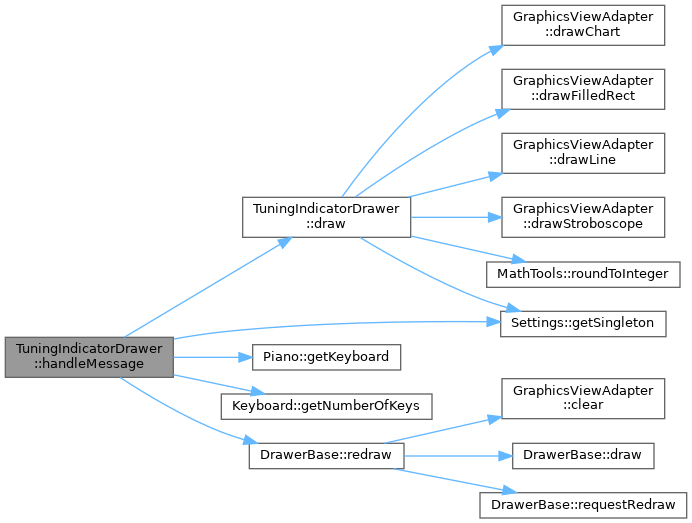 GraphicsViewAdapter
::drawChart
GraphicsViewAdapter
::drawFilledRect
GraphicsViewAdapter
::drawLine
TuningIndicatorDrawer
::draw
GraphicsViewAdapter
::drawStroboscope
MathTools::roundToInteger
Settings::getSingleton
TuningIndicatorDrawer
::handleMessage
Piano::getKeyboard
Keyboard::getNumberOfKeys
GraphicsViewAdapter
::clear
DrawerBase::redraw
DrawerBase::draw
DrawerBase::requestRedraw